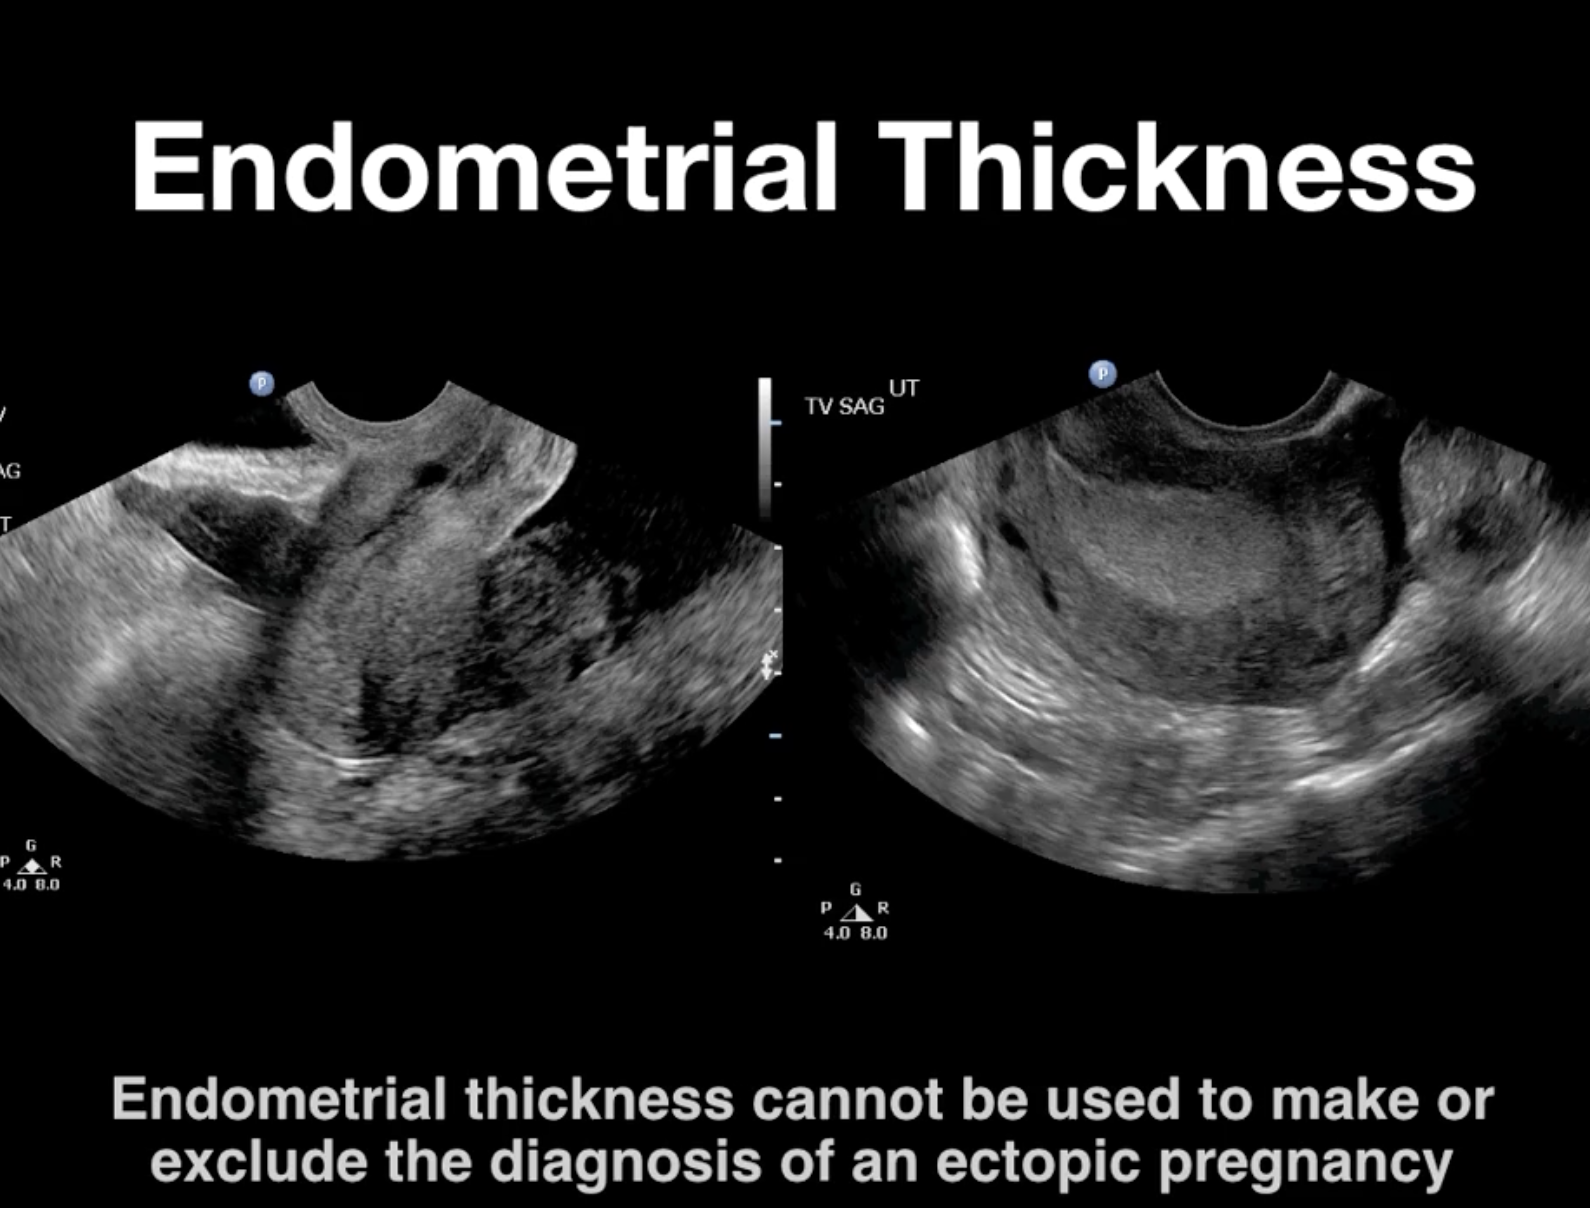 Endometrial Thickness
P
V
AG
T
P
TV SAG UT
G
P R
4.0 8.0
x
G
P R
4.0 8.0
Endometrial thickness cannot be used to make or
exclude the diagnosis of an ectopic pregnancy